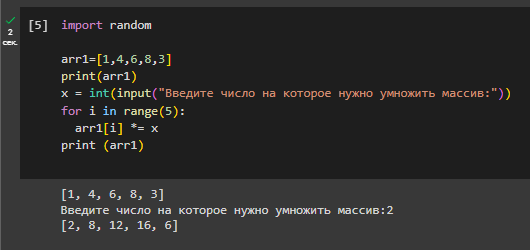 [5] import random
2
сек.
arr1=[1,4,6,8,3]
print(arr1)
x = int(input("Введите число на которое нужно умножить массив:"))
for i in range(5):
  arr1[i] *= x
print (arr1)
[1, 4, 6, 8, 3]
Введите число на которое нужно умножить массив:2
[2, 8, 12, 16, 6]